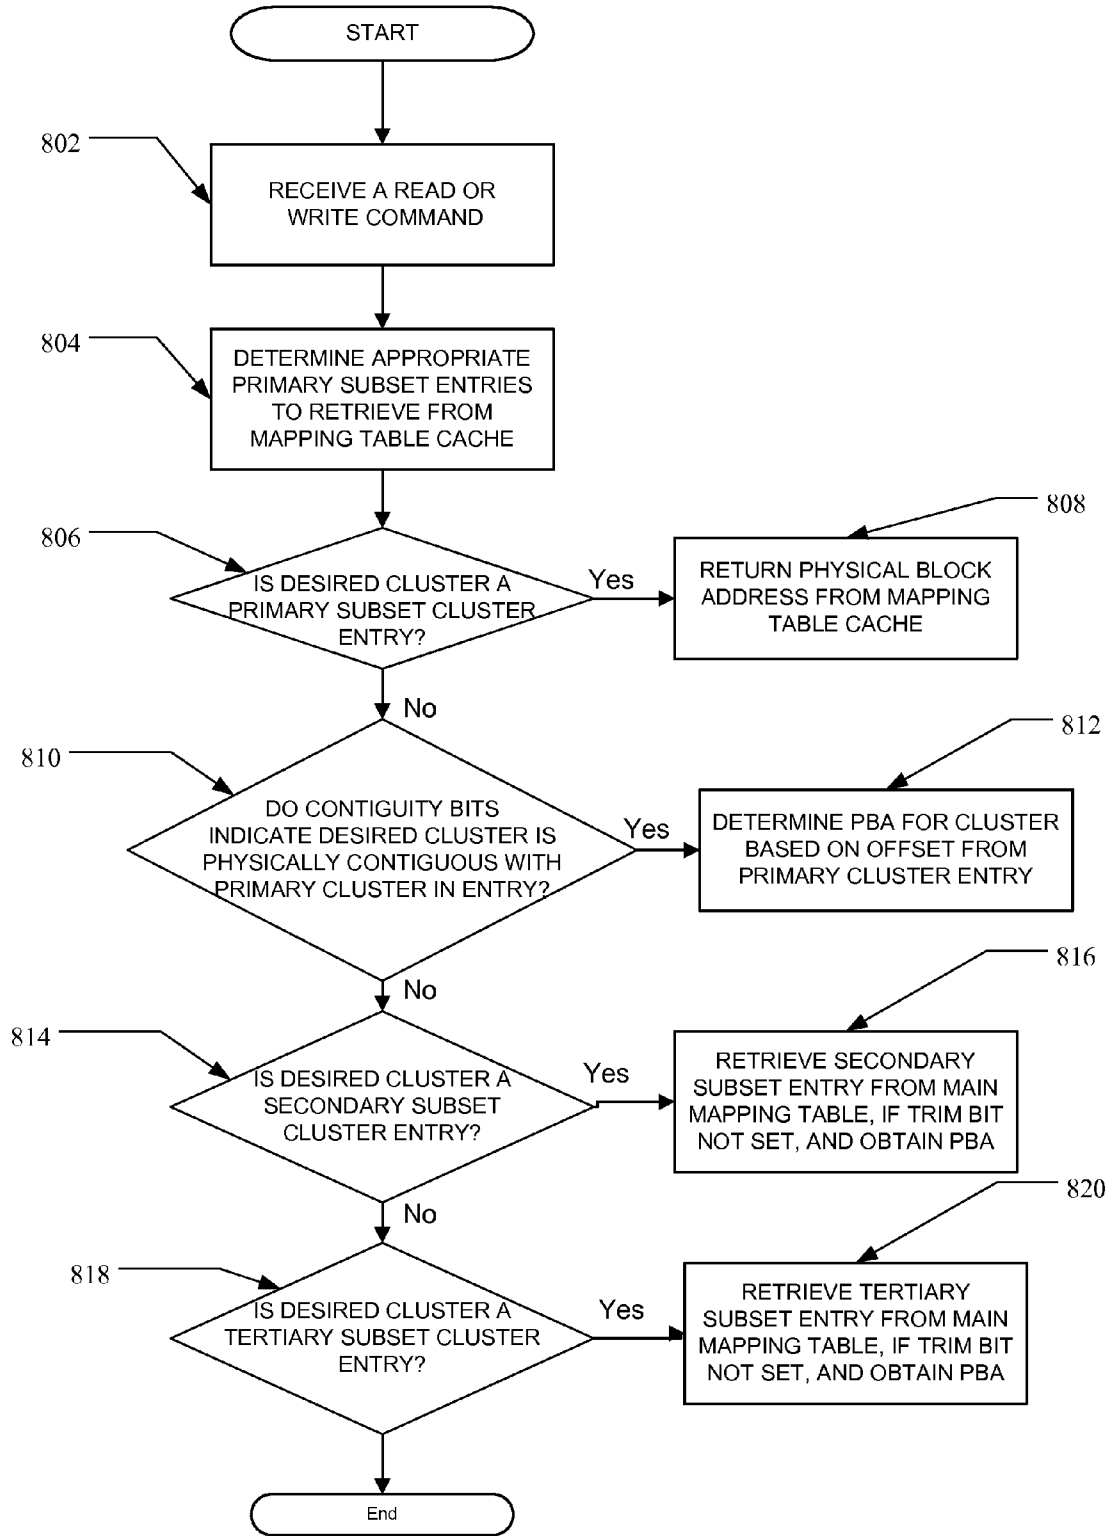 START
802
RECEIVE A READ OR
WRITE COMMAND
804
DETERMINE APPROPRIATE
PRIMARY SUBSET ENTRIES
TO RETRIEVE FROM
MAPPING TABLE CACHE
806
IS DESIRED CLUSTER A
PRIMARY SUBSET CLUSTER
ENTRY?
Yes
808
RETURN PHYSICAL BLOCK
ADDRESS FROM MAPPING
TABLE CACHE
No
810
DO CONTIGUITY BITS
INDICATE DESIRED CLUSTER IS
PHYSICALLY CONTIGUOUS WITH
PRIMARY CLUSTER IN ENTRY?
Yes
812
DETERMINE PBA FOR CLUSTER
BASED ON OFFSET FROM
PRIMARY CLUSTER ENTRY
No
814
IS DESIRED CLUSTER A
SECONDARY SUBSET
CLUSTER ENTRY?
Yes
816
RETRIEVE SECONDARY
SUBSET ENTRY FROM MAIN
MAPPING TABLE, IF TRIM BIT
NOT SET, AND OBTAIN PBA
No
818
IS DESIRED CLUSTER A
TERTIARY SUBSET CLUSTER
ENTRY?
Yes
820
RETRIEVE TERTIARY
SUBSET ENTRY FROM MAIN
MAPPING TABLE, IF TRIM BIT
NOT SET, AND OBTAIN PBA
End